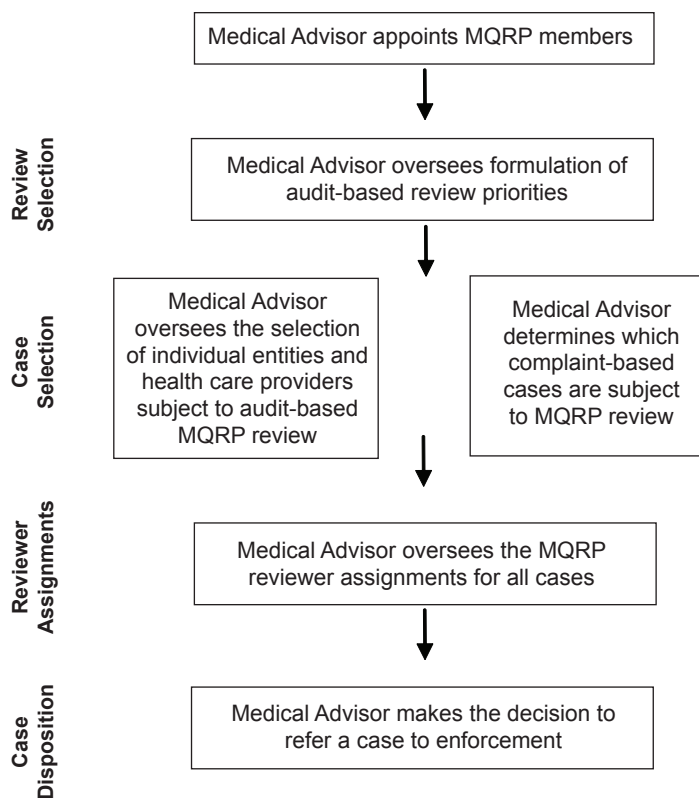 Medical Advisor appoints MQRP members
Review
Selection
Medical Advisor oversees formulation of
audit-based review priorities
Case
Selection
Medical Advisor
oversees the selection
of individual entities and
health care providers
subject to audit-based
MQRP review
Medical Advisor
determines which
complaint-based
cases are subject
to MQRP review
Reviewer
Assignments
Medical Advisor oversees the MQRP
reviewer assignments for all cases
Case
Disposition
Medical Advisor makes the decision to
refer a case to enforcement